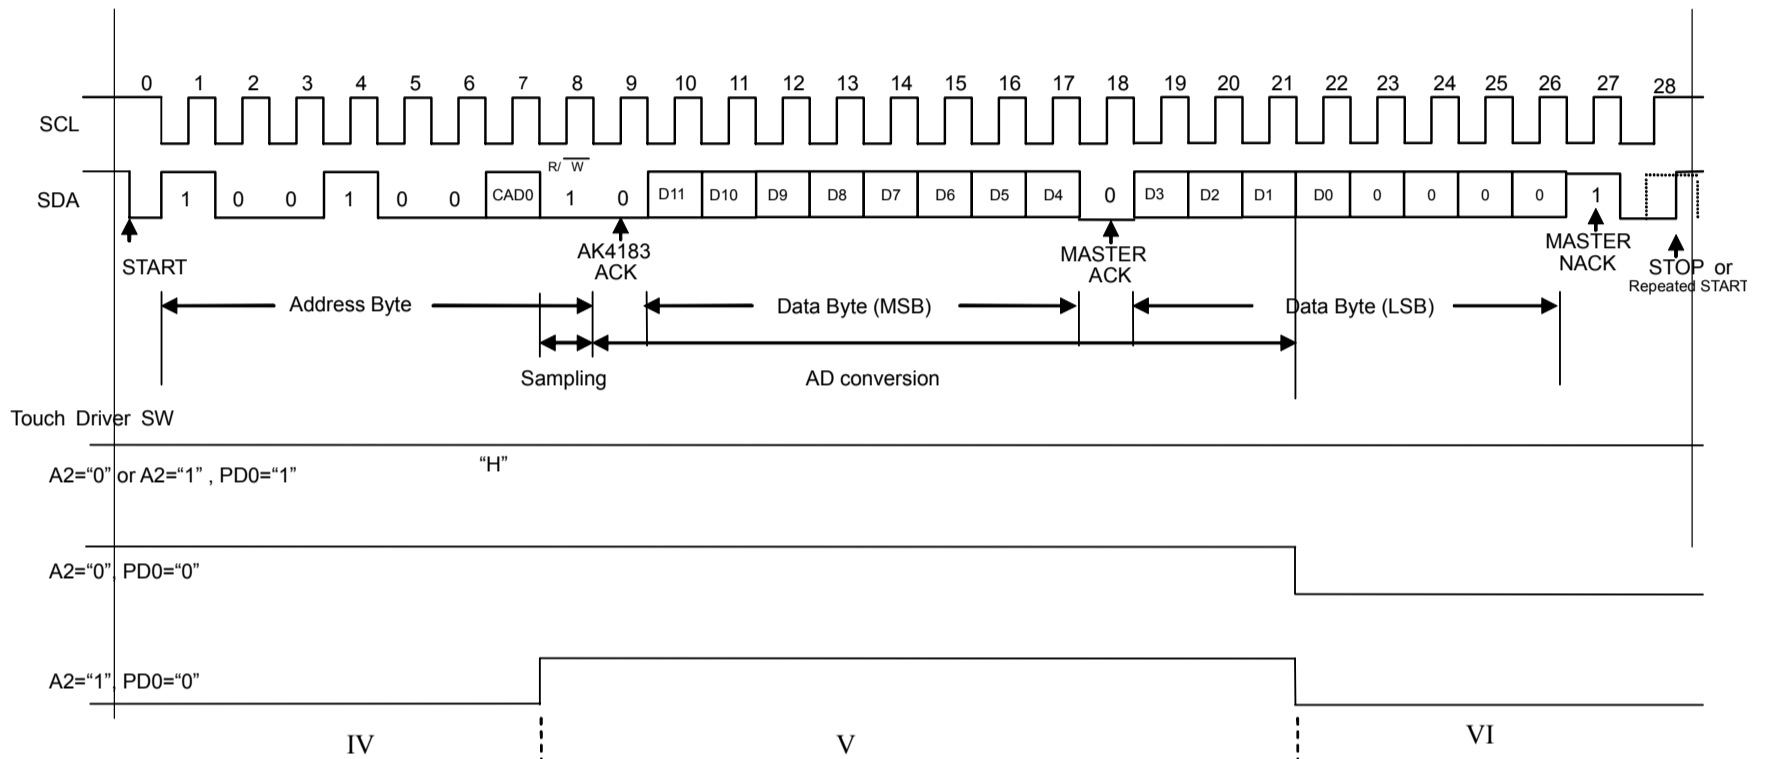 0 1 2 3 4 5 6 7 8 9 10 11 12 13 14 15 16 17 18 19 20 21 22 23 24 25 26 27 28
SCL
R/ W
SDA 1 0 0 1 0 0 CAD0 1 0 D11 D10 D9 D8 D7 D6 D5 D4 0 D3 D2 D1 D0 0 0 0 0 1
START
AK4183
ACK
MASTER
ACK
MASTER
NACK
STOP or
Repeated START
Address Byte Data Byte (MSB) Data Byte (LSB)
Sampling AD conversion
Touch Driver SW
A2=“0” or A2=“1” , PD0=“1” “H”
A2=“0”, PD0=“0”
A2=“1”, PD0=“0”
IV V VI